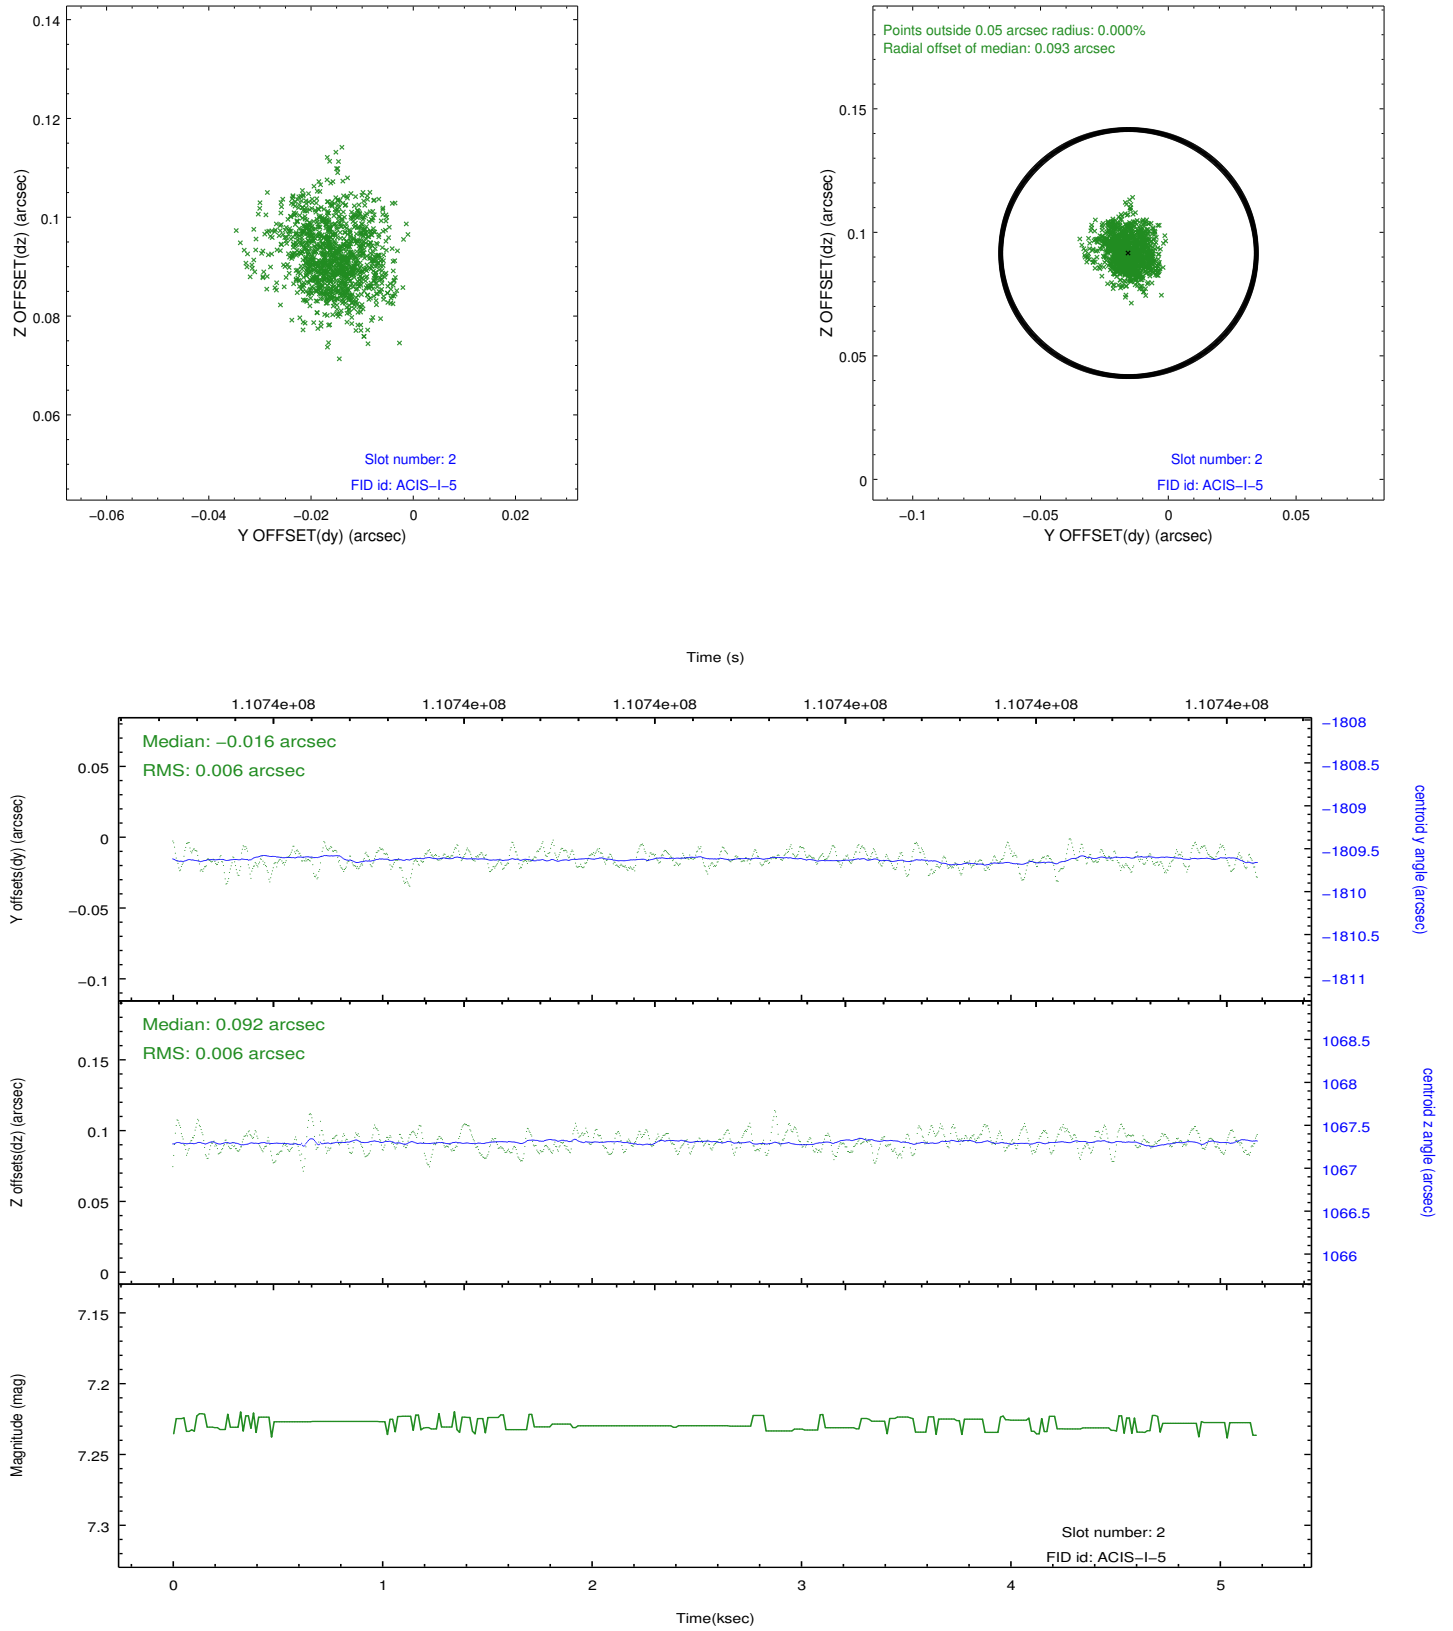 0.14
0.12
0.1
0.08
0.06
Z OFFSET(dz) (arcsec)
Slot number: 2
FID id: ACIS−I−5
−0.06
−0.04
−0.02
0
0.02
Y OFFSET(dy) (arcsec)
Points outside 0.05 arcsec radius: 0.000%
Radial offset of median: 0.093 arcsec
0.15
0.1
0.05
0
Z OFFSET(dz) (arcsec)
Slot number: 2
FID id: ACIS−I−5
−0.1
−0.05
0
0.05
Y OFFSET(dy) (arcsec)
Time (s)
1.1074e+08
1.1074e+08
1.1074e+08
1.1074e+08
1.1074e+08
1.1074e+08
Median: −0.016 arcsec
RMS: 0.006 arcsec
0.05
0
−0.05
−0.1
Y offsets(dy) (arcsec)
−1808
−1808.5
−1809
−1809.5
−1810
−1810.5
−1811
centroid y angle (arcsec)
Median: 0.092 arcsec
RMS: 0.006 arcsec
0.15
0.1
0.05
0
Z offsets(dz) (arcsec)
1068.5
1068
1067.5
1067
1066.5
1066
centroid z angle (arcsec)
7.15
7.2
7.25
7.3
Magnitude (mag)
Slot number: 2
FID id: ACIS−I−5
0
1
2
3
4
5
Time(ksec)